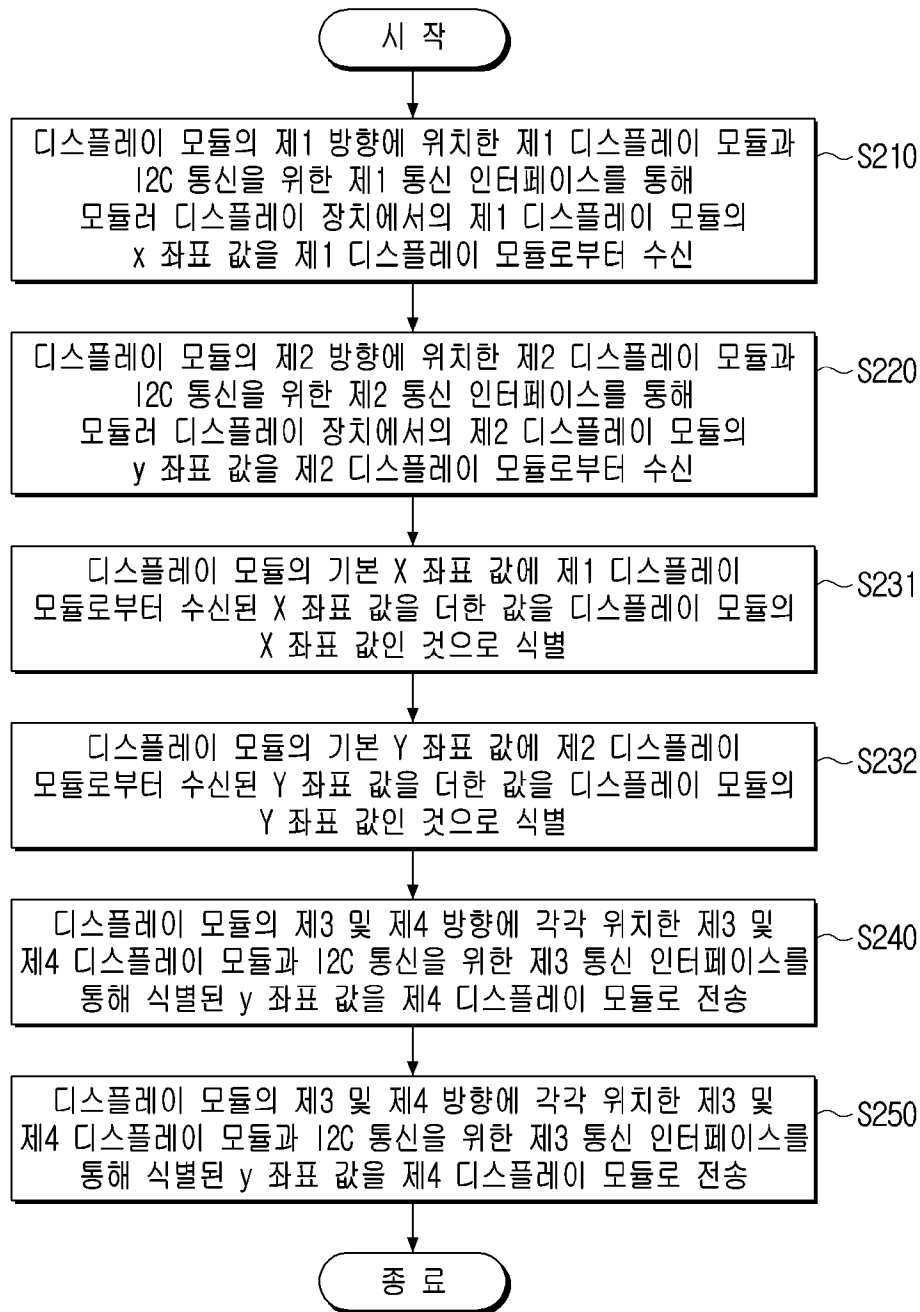 시 작
디스플레이 모듈의 제1 방향에 위치한 제1 디스플레이 모듈과
I2C 통신을 위한 제1 통신 인터페이스를 통해
모듈러 디스플레이 장치에서의 제1 디스플레이 모듈의
x 좌표 값을 제1 디스플레이 모듈로부터 수신
S210
디스플레이 모듈의 제2 방향에 위치한 제2 디스플레이 모듈과
I2C 통신을 위한 제2 통신 인터페이스를 통해
모듈러 디스플레이 장치에서의 제2 디스플레이 모듈의
y 좌표 값을 제2 디스플레이 모듈로부터 수신
S220
디스플레이 모듈의 기본 X 좌표 값에 제1 디스플레이
모듈로부터 수신된 X 좌표 값을 더한 값을 디스플레이 모듈의
X 좌표 값인 것으로 식별
S231
디스플레이 모듈의 기본 Y 좌표 값에 제2 디스플레이
모듈로부터 수신된 Y 좌표 값을 더한 값을 디스플레이 모듈의
Y 좌표 값인 것으로 식별
S232
디스플레이 모듈의 제3 및 제4 방향에 각각 위치한 제3 및
제4 디스플레이 모듈과 I2C 통신을 위한 제3 통신 인터페이스를
통해 식별된 y 좌표 값을 제4 디스플레이 모듈로 전송
S240
디스플레이 모듈의 제3 및 제4 방향에 각각 위치한 제3 및
제4 디스플레이 모듈과 I2C 통신을 위한 제3 통신 인터페이스를
통해 식별된 y 좌표 값을 제4 디스플레이 모듈로 전송
S250
종 료